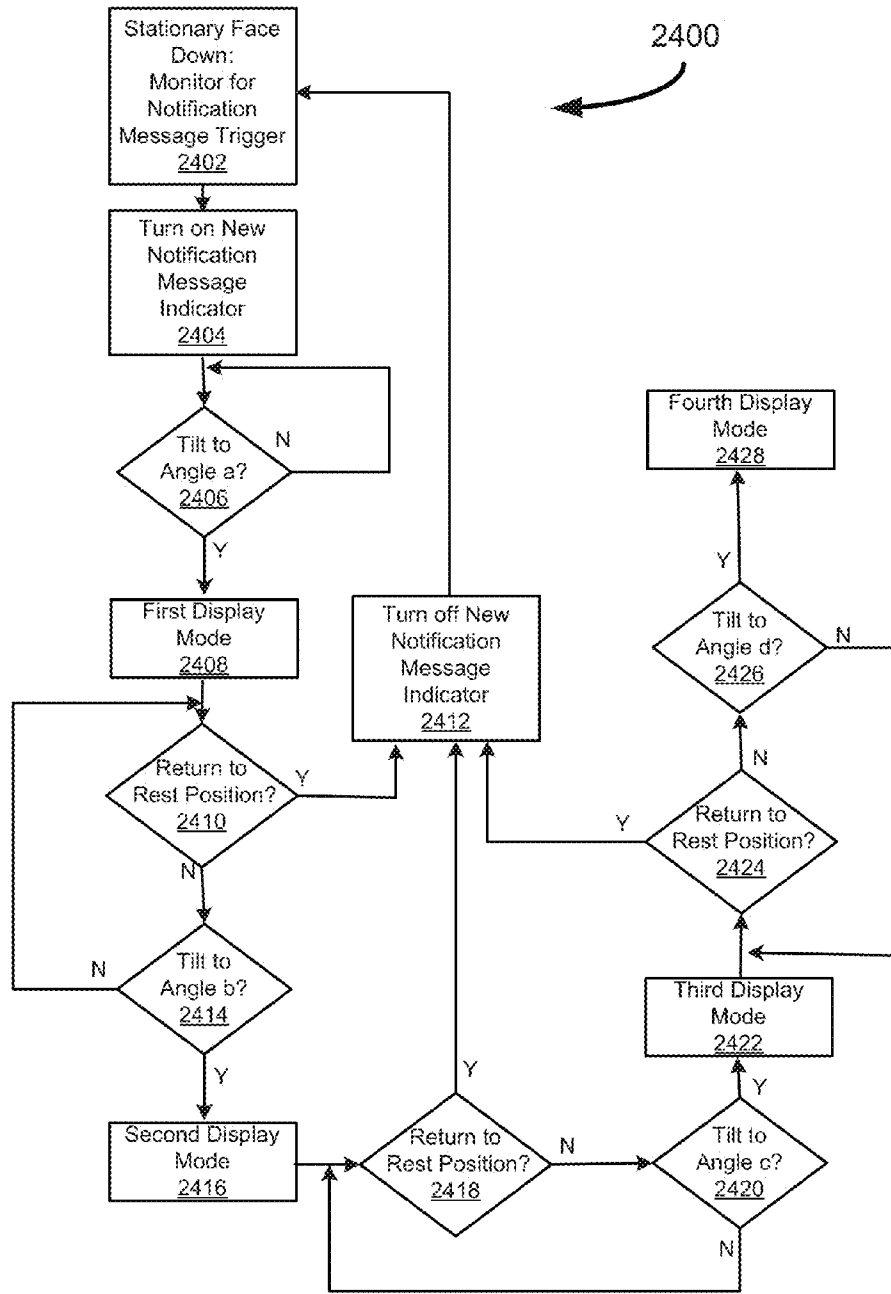 2400
Stationary Face
Down:
Monitor for
Notification
Message Trigger
2402
Turn on New
Notification
Message
Indicator
2404
Tilt to
Angle a?
2406
N
Y
First Display
Mode
2408
Return to
Rest Position?
2410
Y
N
Tilt to
Angle b?
2414
N
Y
Second Display
Mode
2416
Turn off New
Notification
Message
Indicator
2412
Return to
Rest Position?
2418
Y
N
Tilt to
Angle c?
2420
Y
N
Third Display
Mode
2422
Return to
Rest Position?
2424
Y
N
Tilt to
Angle d?
2426
N
Y
Fourth Display
Mode
2428